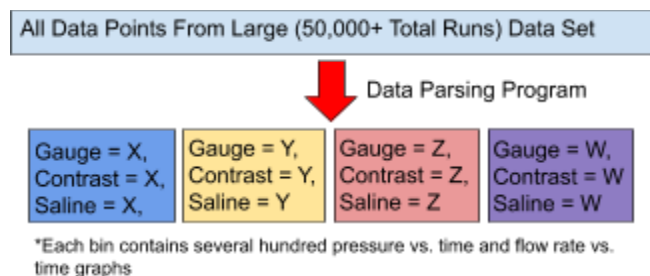 All Data Points From Large (50,000+ Total Runs) Data Set
Data Parsing Program
Gauge = X,
Contrast = X,
Saline = X,
Gauge = Y,
Contrast = Y,
Saline = Y
Gauge = Z,
Contrast = Z,
Saline = Z
Gauge = W,
Contrast = W
Saline = W
*Each bin contains several hundred pressure vs. time and flow rate vs.
time graphs